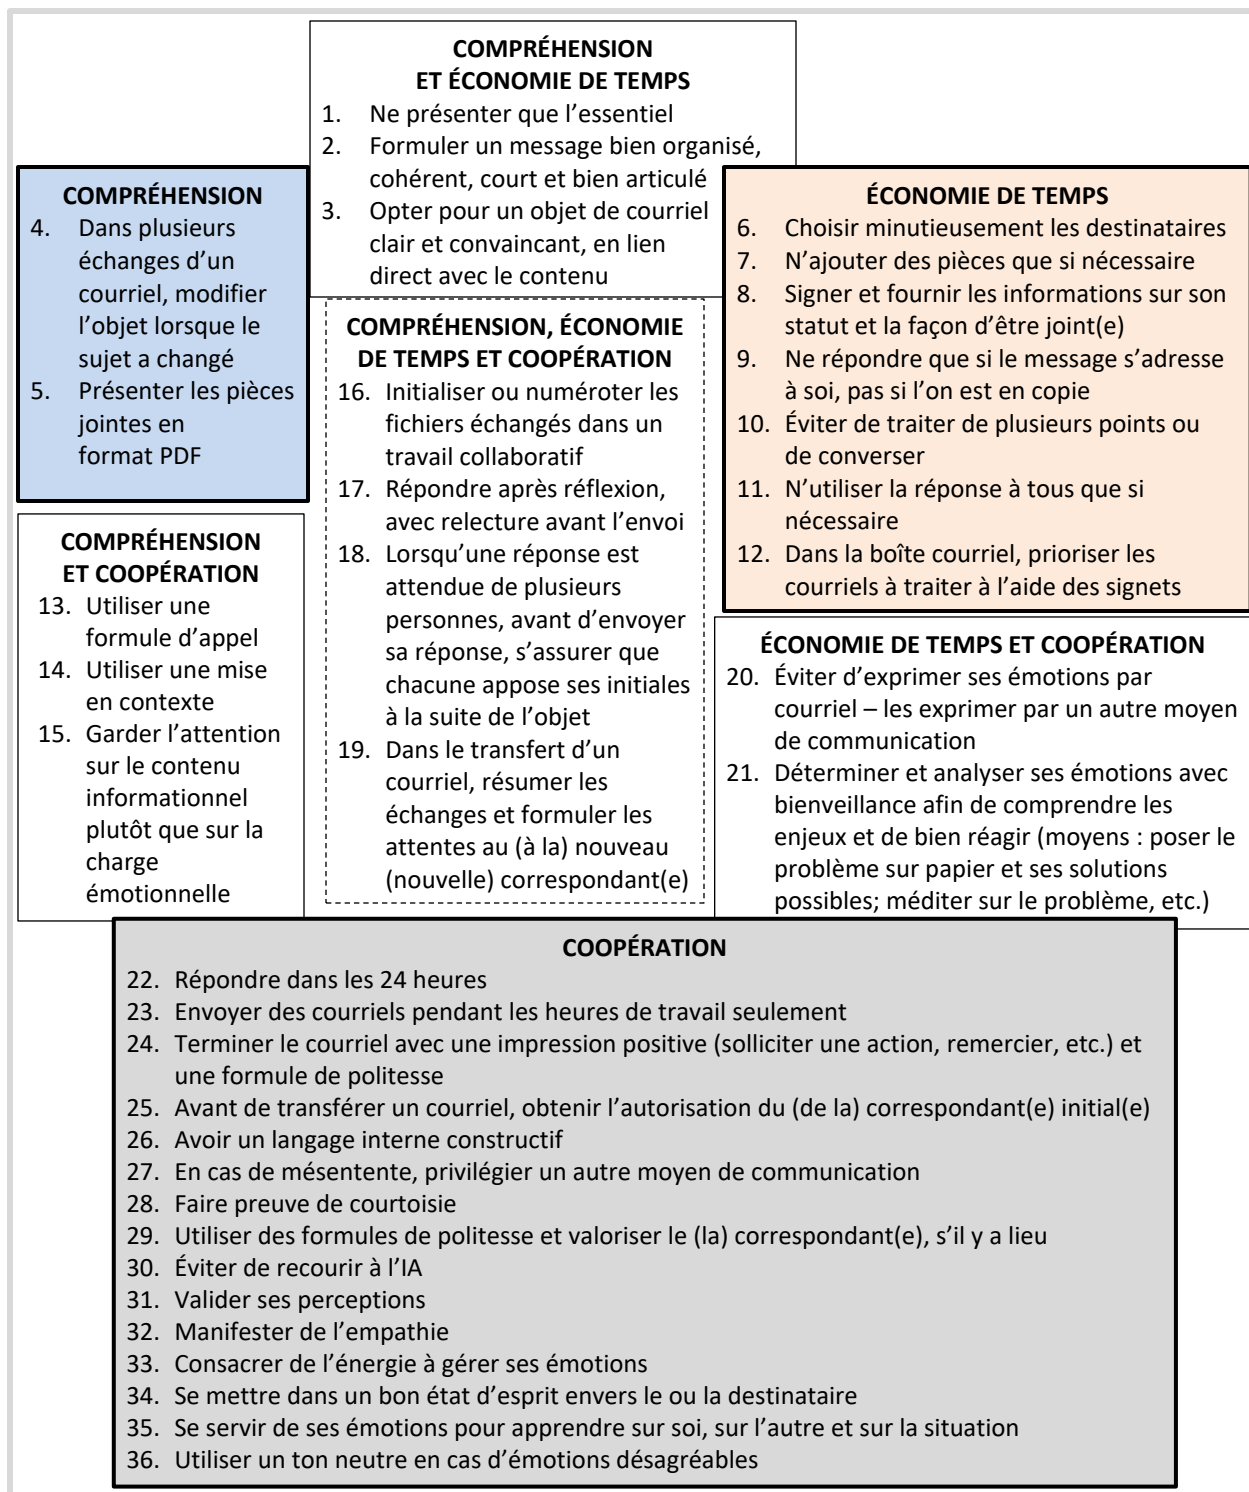 COMPRÉHENSION
ET ÉCONOMIE DE TEMPS
1. Ne présenter que l’essentiel
2. Formuler un message bien organisé,
cohérent, court et bien articulé
3. Opter pour un objet de courriel
clair et convaincant, en lien
direct avec le contenu
COMPRÉHENSION
4. Dans plusieurs
échanges d’un
courriel, modifier
l’objet lorsque le
sujet a changé
5. Présenter les pièces
jointes en
format PDF
ÉCONOMIE DE TEMPS
6. Choisir minutieusement les destinataires
7. N’ajouter des pièces que si nécessaire
8. Signer et fournir les informations sur son
statut et la façon d’être joint(e)
9. Ne répondre que si le message s’adresse
à soi, pas si l’on est en copie
10. Éviter de traiter de plusieurs points ou
de converser
11. N’utiliser la réponse à tous que si
nécessaire
12. Dans la boîte courriel, prioriser les
courriels à traiter à l’aide des signets
COMPRÉHENSION
ET COOPÉRATION
13. Utiliser une
formule d’appel
14. Utiliser une mise
en contexte
15. Garder l’attention
sur le contenu
informationnel
plutôt que sur la
charge
émotionnelle
COMPRÉHENSION, ÉCONOMIE
DE TEMPS ET COOPÉRATION
16. Initialiser ou numéroter les
fichiers échangés dans un
travail collaboratif
17. Répondre après réflexion,
avec relecture avant l’envoi
18. Lorsqu’une réponse est
attendue de plusieurs
personnes, avant d’envoyer
sa réponse, s’assurer que
chacune appose ses initiales
à la suite de l’objet
19. Dans le transfert d’un
courriel, résumer les
échanges et formuler les
attentes au (à la) nouveau
(nouvelle) correspondant(e)
ÉCONOMIE DE TEMPS ET COOPÉRATION
20. Éviter d’exprimer ses émotions par
courriel – les exprimer par un autre moyen
de communication
21. Déterminer et analyser ses émotions avec
bienveillance afin de comprendre les
enjeux et de bien réagir (moyens : poser le
problème sur papier et ses solutions
possibles; méditer sur le problème, etc.)
COOPÉRATION
22. Répondre dans les 24 heures
23. Envoyer des courriels pendant les heures de travail seulement
24. Terminer le courriel avec une impression positive (solliciter une action, remercier, etc.) et
une formule de politesse
25. Avant de transférer un courriel, obtenir l’autorisation du (de la) correspondant(e) initial(e)
26. Avoir un langage interne constructif
27. En cas de mésentente, privilégier un autre moyen de communication
28. Faire preuve de courtoisie
29. Utiliser des formules de politesse et valoriser le (la) correspondant(e), s’il y a lieu
30. Éviter de recourir à l’IA
31. Valider ses perceptions
32. Manifester de l’empathie
33. Consacrer de l’énergie à gérer ses émotions
34. Se mettre dans un bon état d’esprit envers le ou la destinataire
35. Se servir de ses émotions pour apprendre sur soi, sur l’autre et sur la situation
36. Utiliser un ton neutre en cas d’émotions désagréables